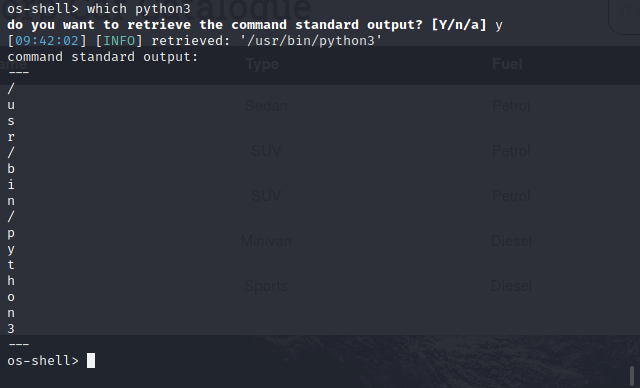 os-shell> which python3
do you want to retrieve the command standard output? [Y/n/a] y
[09:42:02] [INFO] retrieved: '/usr/bin/python3'
command standard output:
Type Fuel
---
/
Sedan Petrol
u
s
r
/
SUV Petrol
b
i
n
SUV Petrol
/
p
y
Minivan Diesel
t
h
o
Sports Diesel
n
3
---
os-shell>